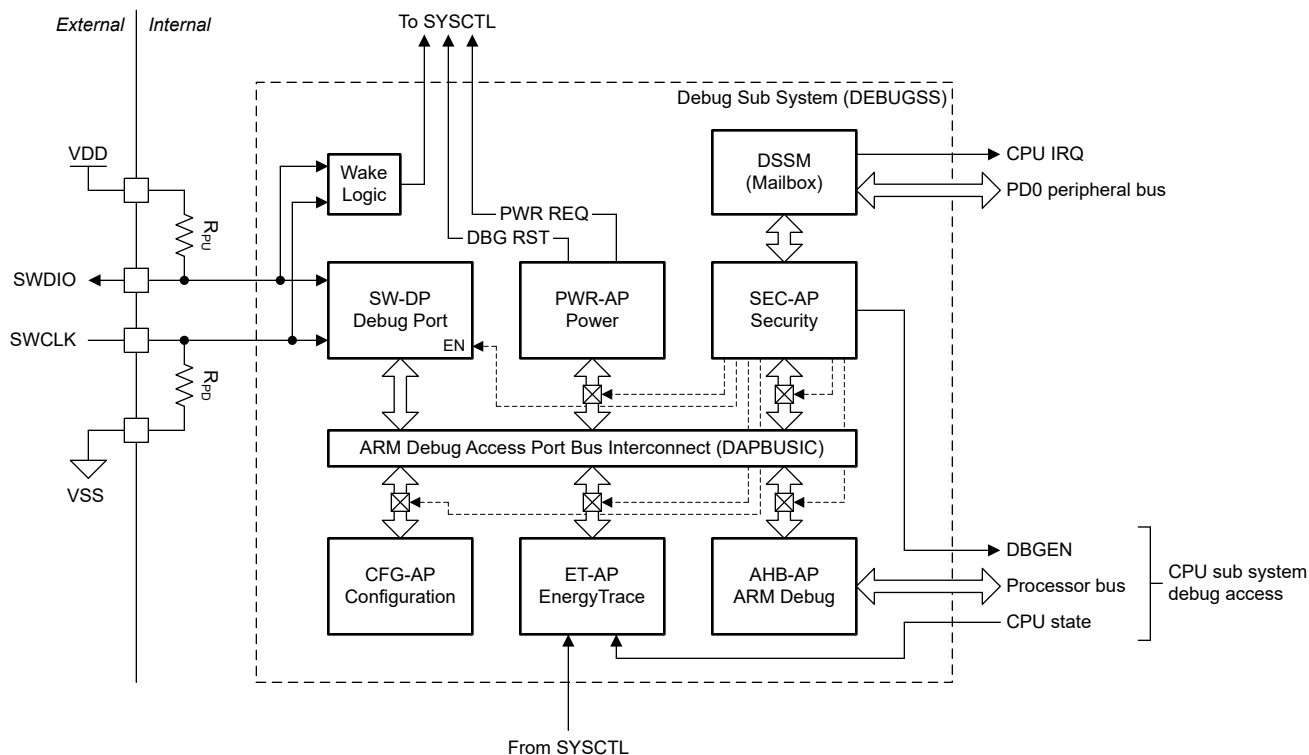 External
Internal
To SYSCTL
Debug Sub System (DEBUGSS)
VDD
Wake
Logic
DSSM
(Mailbox)
CPU IRQ
PD0 peripheral bus
RPU
PWR REQ
DBG RST
SWDIO
SW-DP
Debug Port
EN
PWR-AP
Power
SEC-AP
Security
SWCLK
RPD
ARM Debug Access Port Bus Interconnect (DAPBUSIC)
VSS
CFG-AP
Configuration
ET-AP
EnergyTrace
AHB-AP
ARM Debug
DBGEN
Processor bus
CPU state
CPU sub system
debug access
From SYSCTL